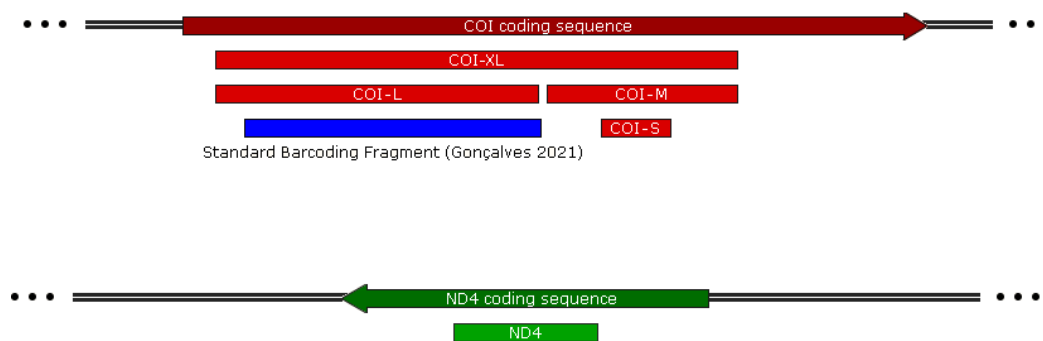 COI coding sequence
COI-XL
COI-L COI-M
COI-S
Standard Barcoding Fragment (Gonçalves 2021)
ND4 coding sequence
ND4